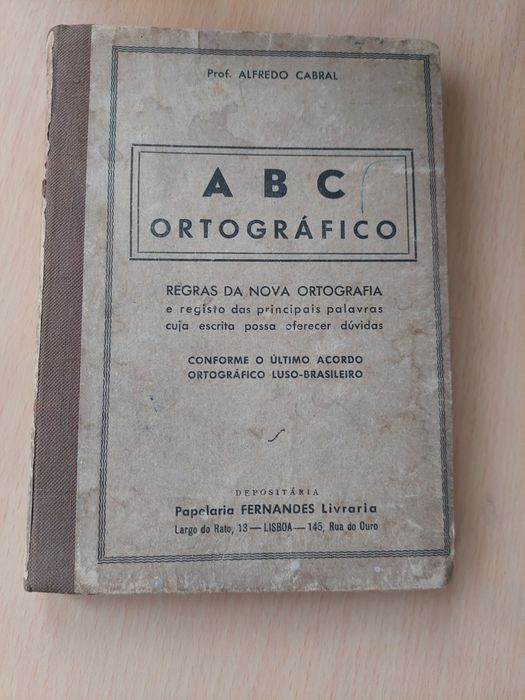 Prof. ALFREDO CABRAL
A B C
ORTOGRÁFICO
REGRAS DA NOVA ORTOGRAFIA
e registo das principais palavras
cuja escrita possa oferecer dúvidas
CONFORME O ÚLTIMO ACORDO
ORTOGRÁFICO LUSO-BRASILEIRO
DEPOSITÁRIA
Papelaria FERNANDES Livraria
Largo do Rato, 13 — LISBOA — 145, Rua do Ouro